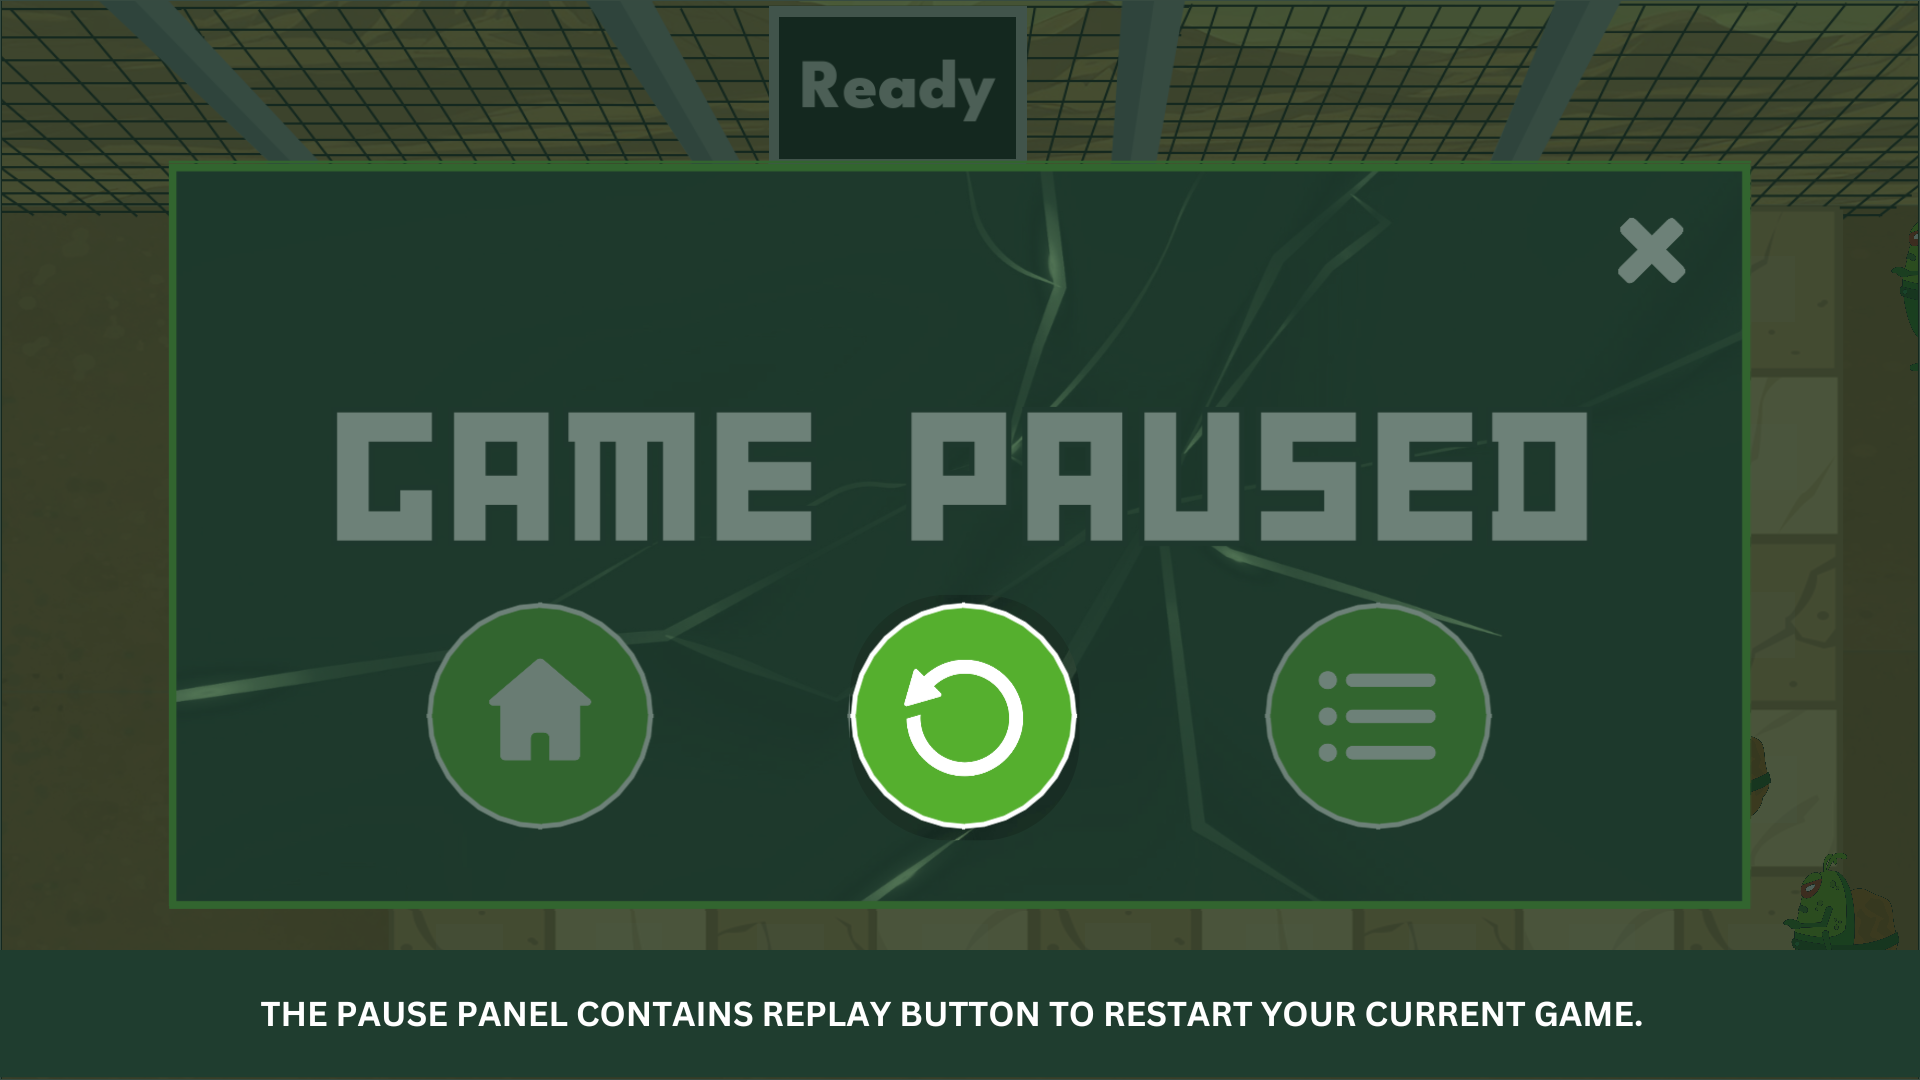 Ready
GAME PAUSED
THE PAUSE PANEL CONTAINS REPLAY BUTTON TO RESTART YOUR CURRENT GAME.